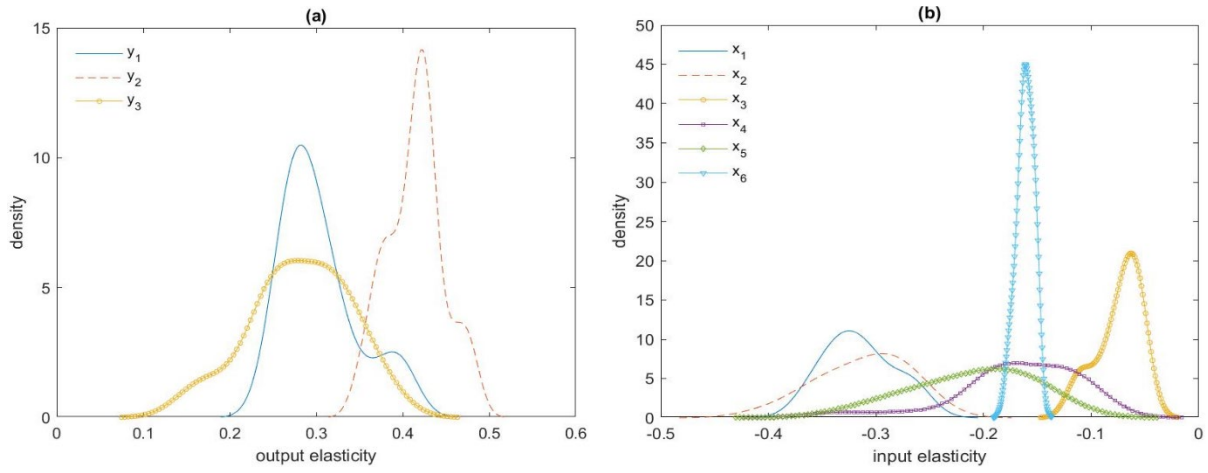 (a)
15
10
5
0
density
y1
y2
y3
0 0.1 0.2 0.3 0.4 0.5 0.6
output elasticity
(b)
50
45
40
35
30
25
20
15
10
5
0
density
x1
x2
x3
x4
x5
x6
-0.5 -0.4 -0.3 -0.2 -0.1 0
input elasticity